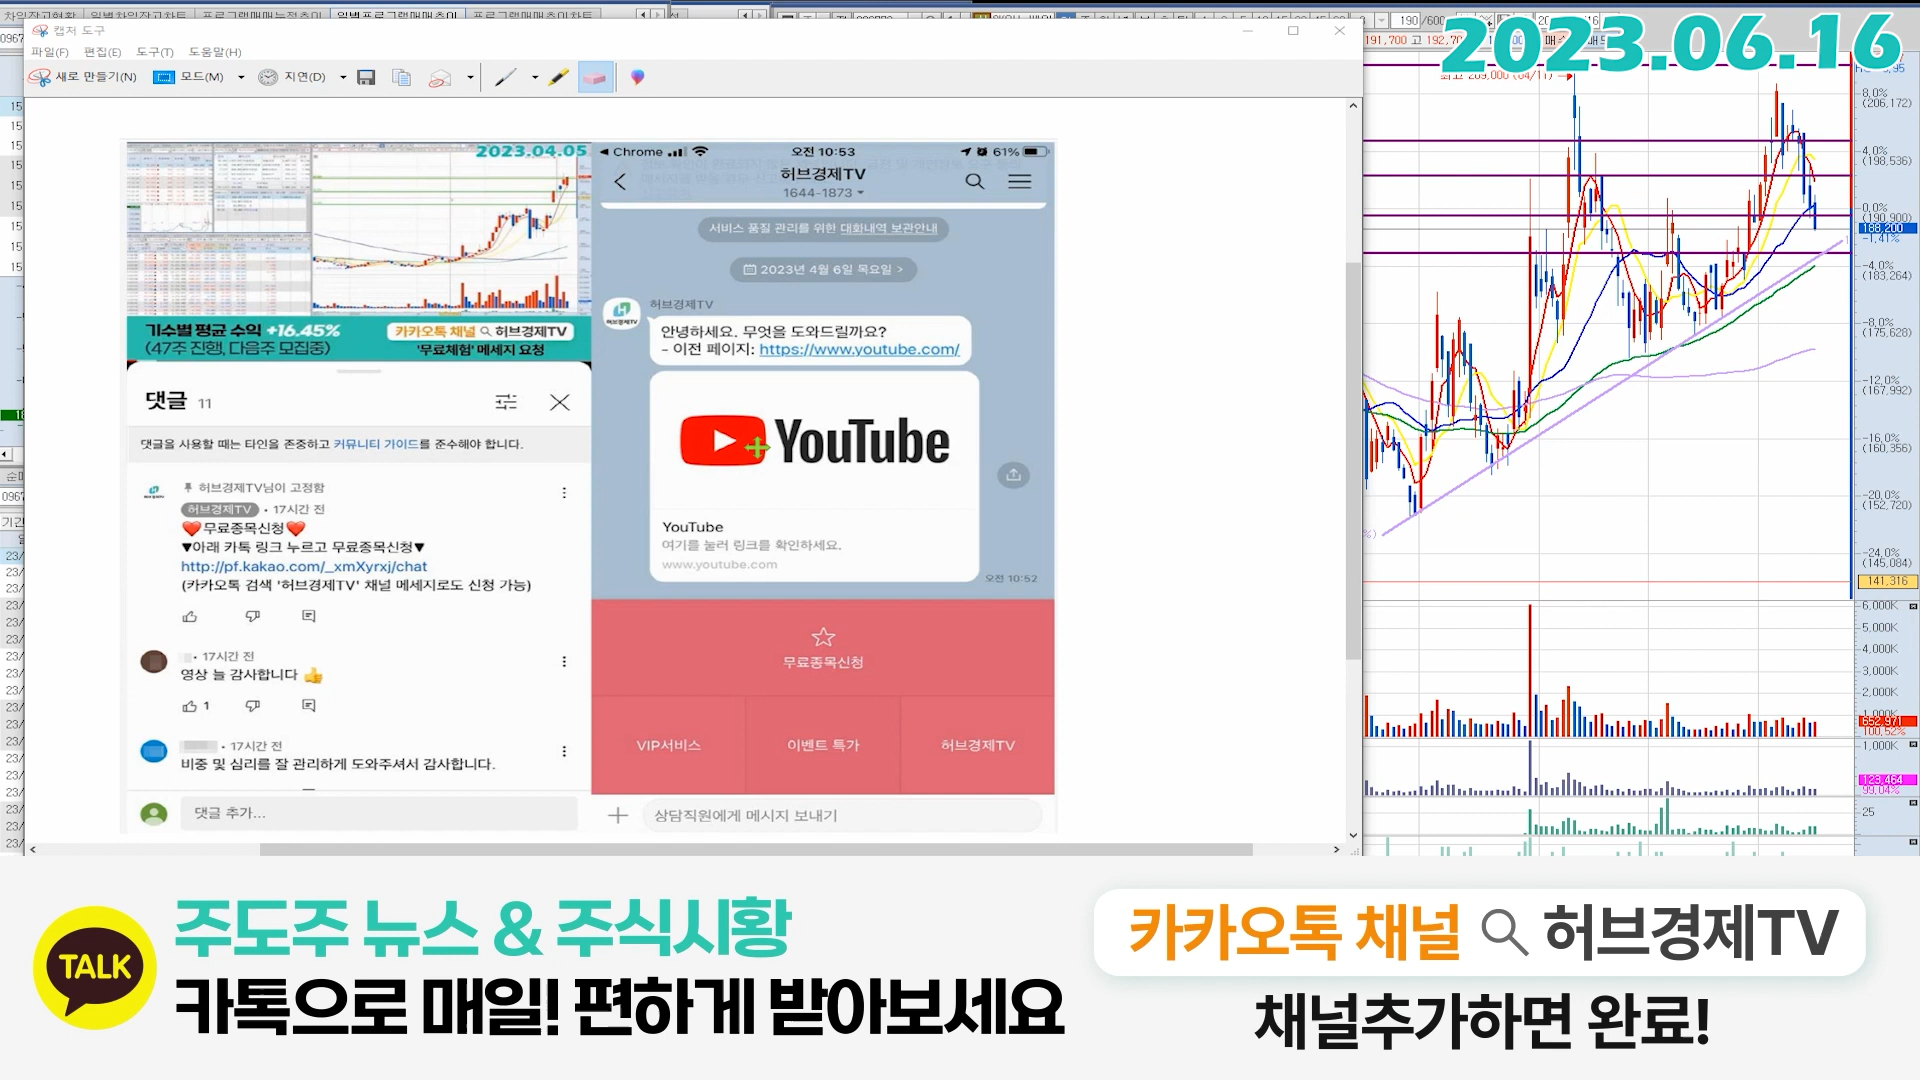 2023.06.16
캡처 도구
파일(F) 편집(E) 도구(T) 도움말(H)
새로 만들기(N) 모드(M) 지연(D)
2023.04.05
기수별 평균 수익 +16.45%
(47주 진행, 다음주 모집중)
카카오톡 채널 허브경제TV
'무료체험' 메세지 요청
댓글 11
댓글을 사용할 때는 타인을 존중하고 커뮤니티 가이드를 준수해야 합니다.
허브경제TV님이 고정함
허브경제TV • 17시간 전
❤️무료종목신청❤️
▼아래 카톡 링크 누르고 무료종목신청▼
http://pf.kakao.com/_xmXyrxj/chat
(카카오톡 검색 '허브경제TV' 채널 메세지로도 신청 가능)
• 17시간 전
영상 늘 감사합니다 👍
1
• 17시간 전
비중 및 심리를 잘 관리하게 도와주셔서 감사합니다.
댓글 추가...
Chrome 오전 10:53 61%
허브경제TV
1644-1873
서비스 품질 관리를 위한 대화내역 보관안내
2023년 4월 6일 목요일 >
허브경제TV
안녕하세요. 무엇을 도와드릴까요?
- 이전 페이지: https://www.youtube.com/
YouTube
YouTube
여기를 눌러 링크를 확인하세요.
www.youtube.com
오전 10:52
무료종목신청
VIP서비스 이벤트 특가 허브경제TV
상담직원에게 메시지 보내기
8,0%
(206,172)
4,0%
(198,536)
0,0%
(190,900)
188,200
-1,41%
-4,0%
(183,264)
-8,0%
(175,628)
-12,0%
(167,992)
-16,0%
(160,356)
-20,0%
(152,720)
-24,0%
(145,084)
141,316
6,000K
5,000K
4,000K
3,000K
2,000K
1,000K
652,971
100,52%
1,000K
123,464
99,04%
25
TALK
주도주 뉴스 & 주식시황
카톡으로 매일! 편하게 받아보세요
카카오톡 채널 허브경제TV
채널추가하면 완료!